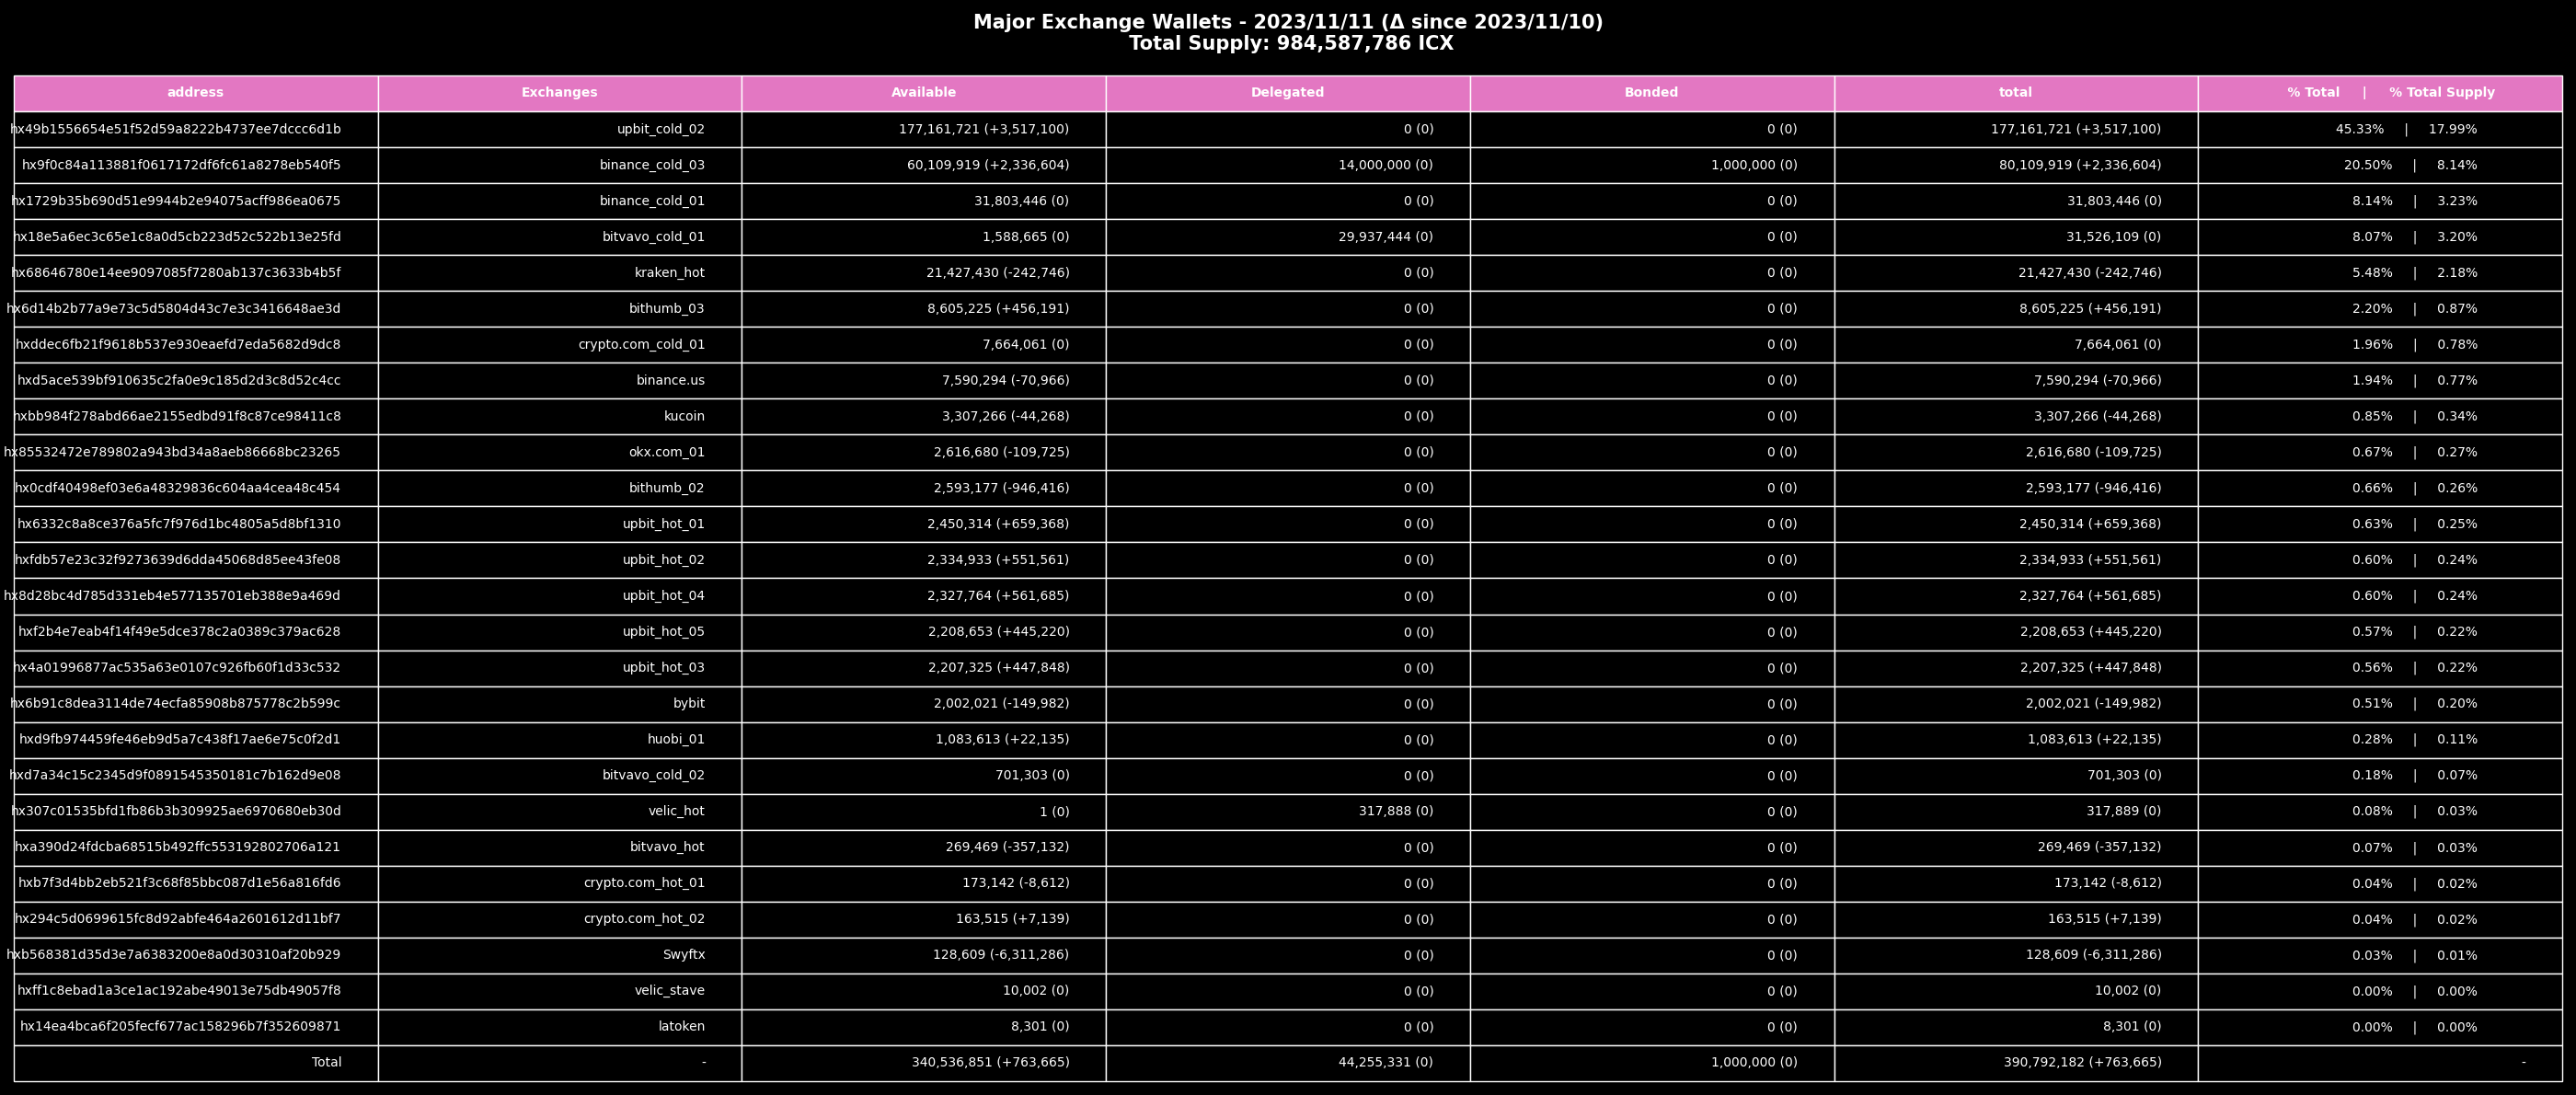 Major Exchange Wallets - 2023/11/11 (Δ since 2023/11/10)
Total Supply: 984,587,786 ICX
address Exchanges Available Delegated Bonded total % Total | % Total Supply
hx49b1556654e51f52d59a8222b4737ee7dccc6d1b upbit_cold_02 177,161,721 (+3,517,100) 0 (0) 0 (0) 177,161,721 (+3,517,100) 45.33% | 17.99%
hx9f0c84a113881f0617172df6fc61a8278eb540f5 binance_cold_03 60,109,919 (+2,336,604) 14,000,000 (0) 1,000,000 (0) 80,109,919 (+2,336,604) 20.50% | 8.14%
hx1729b35b690d51e9944b2e94075acff986ea0675 binance_cold_01 31,803,446 (0) 0 (0) 0 (0) 31,803,446 (0) 8.14% | 3.23%
hx18e5a6ec3c65e1c8a0d5cb223d52c522b13e25fd bitvavo_cold_01 1,588,665 (0) 29,937,444 (0) 0 (0) 31,526,109 (0) 8.07% | 3.20%
hx68646780e14ee9097085f7280ab137c3633b4b5f kraken_hot 21,427,430 (-242,746) 0 (0) 0 (0) 21,427,430 (-242,746) 5.48% | 2.18%
hx6d14b2b77a9e73c5d5804d43c7e3c3416648ae3d bithumb_03 8,605,225 (+456,191) 0 (0) 0 (0) 8,605,225 (+456,191) 2.20% | 0.87%
hxddec6fb21f9618b537e930eaefd7eda5682d9dc8 crypto.com_cold_01 7,664,061 (0) 0 (0) 0 (0) 7,664,061 (0) 1.96% | 0.78%
hxd5ace539bf910635c2fa0e9c185d2d3c8d52c4cc binance.us 7,590,294 (-70,966) 0 (0) 0 (0) 7,590,294 (-70,966) 1.94% | 0.77%
hxbb984f278abd66ae2155edbd91f8c87ce98411c8 kucoin 3,307,266 (-44,268) 0 (0) 0 (0) 3,307,266 (-44,268) 0.85% | 0.34%
hx85532472e789802a943bd34a8aeb86668bc23265 okx.com_01 2,616,680 (-109,725) 0 (0) 0 (0) 2,616,680 (-109,725) 0.67% | 0.27%
hx0cdf40498ef03e6a48329836c604aa4cea48c454 bithumb_02 2,593,177 (-946,416) 0 (0) 0 (0) 2,593,177 (-946,416) 0.66% | 0.26%
hx6332c8a8ce376a5fc7f976d1bc4805a5d8bf1310 upbit_hot_01 2,450,314 (+659,368) 0 (0) 0 (0) 2,450,314 (+659,368) 0.63% | 0.25%
hxfdb57e23c32f9273639d6dda45068d85ee43fe08 upbit_hot_02 2,334,933 (+551,561) 0 (0) 0 (0) 2,334,933 (+551,561) 0.60% | 0.24%
hx8d28bc4d785d331eb4e577135701eb388e9a469d upbit_hot_04 2,327,764 (+561,685) 0 (0) 0 (0) 2,327,764 (+561,685) 0.60% | 0.24%
hxf2b4e7eab4f14f49e5dce378c2a0389c379ac628 upbit_hot_05 2,208,653 (+445,220) 0 (0) 0 (0) 2,208,653 (+445,220) 0.57% | 0.22%
hx4a01996877ac535a63e0107c926fb60f1d33c532 upbit_hot_03 2,207,325 (+447,848) 0 (0) 0 (0) 2,207,325 (+447,848) 0.56% | 0.22%
hx6b91c8dea3114de74ecfa85908b875778c2b599c bybit 2,002,021 (-149,982) 0 (0) 0 (0) 2,002,021 (-149,982) 0.51% | 0.20%
hxd9fb974459fe46eb9d5a7c438f17ae6e75c0f2d1 huobi_01 1,083,613 (+22,135) 0 (0) 0 (0) 1,083,613 (+22,135) 0.28% | 0.11%
hxd7a34c15c2345d9f0891545350181c7b162d9e08 bitvavo_cold_02 701,303 (0) 0 (0) 0 (0) 701,303 (0) 0.18% | 0.07%
hx307c01535bfd1fb86b3b309925ae6970680eb30d velic_hot 1 (0) 317,888 (0) 0 (0) 317,889 (0) 0.08% | 0.03%
hxa390d24fdcba68515b492ffc553192802706a121 bitvavo_hot 269,469 (-357,132) 0 (0) 0 (0) 269,469 (-357,132) 0.07% | 0.03%
hxb7f3d4bb2eb521f3c68f85bbc087d1e56a816fd6 crypto.com_hot_01 173,142 (-8,612) 0 (0) 0 (0) 173,142 (-8,612) 0.04% | 0.02%
hx294c5d0699615fc8d92abfe464a2601612d11bf7 crypto.com_hot_02 163,515 (+7,139) 0 (0) 0 (0) 163,515 (+7,139) 0.04% | 0.02%
hxb568381d35d3e7a6383200e8a0d30310af20b929 Swyftx 128,609 (-6,311,286) 0 (0) 0 (0) 128,609 (-6,311,286) 0.03% | 0.01%
hxff1c8ebad1a3ce1ac192abe49013e75db49057f8 velic_stave 10,002 (0) 0 (0) 0 (0) 10,002 (0) 0.00% | 0.00%
hx14ea4bca6f205fecf677ac158296b7f352609871 latoken 8,301 (0) 0 (0) 0 (0) 8,301 (0) 0.00% | 0.00%
Total - 340,536,851 (+763,665) 44,255,331 (0) 1,000,000 (0) 390,792,182 (+763,665) -